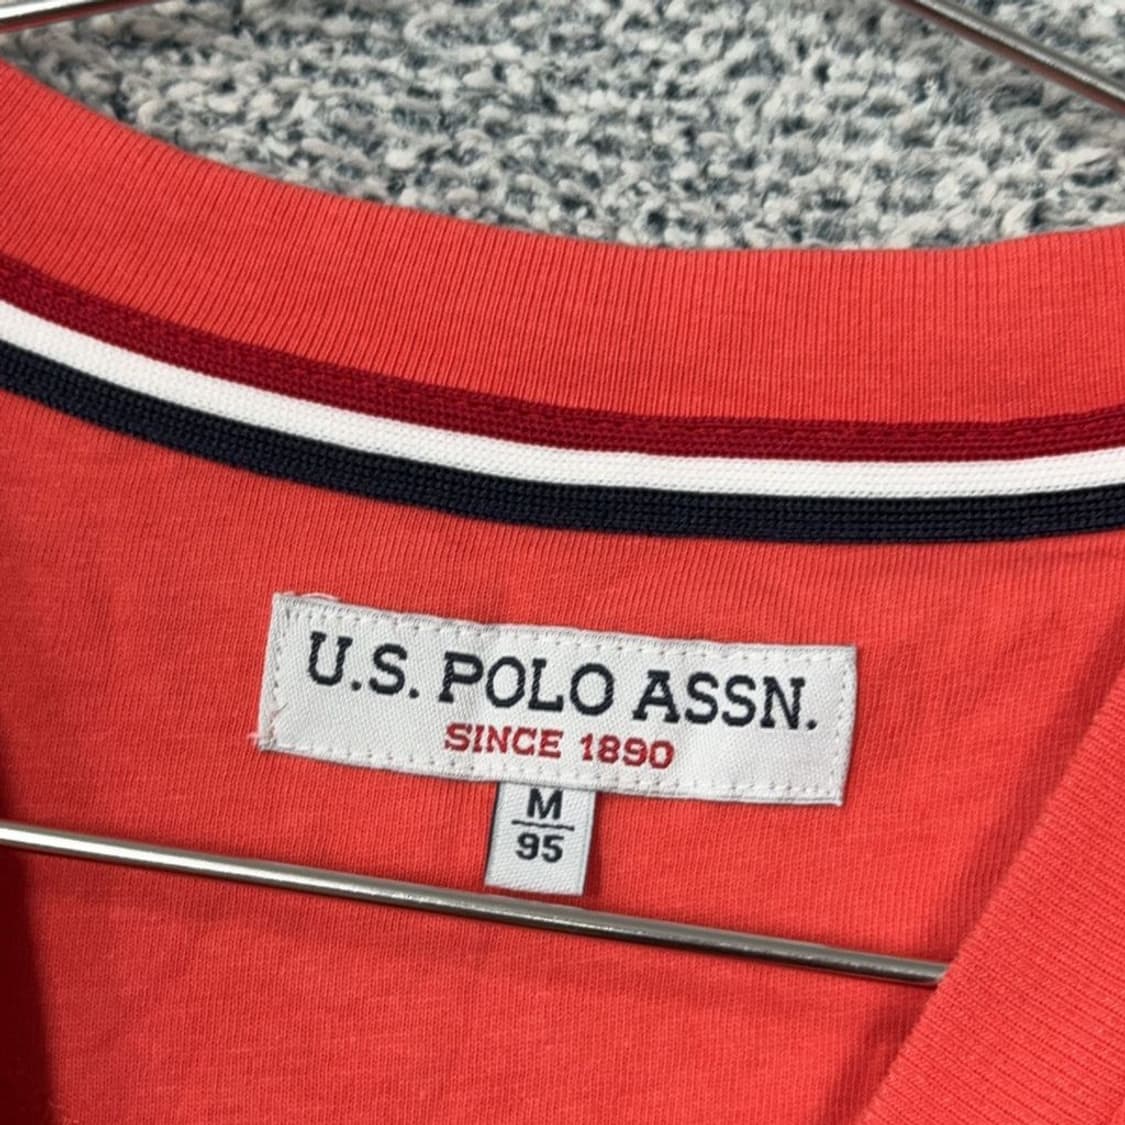 U.S. POLO ASSN.
SINCE 1890
M
95